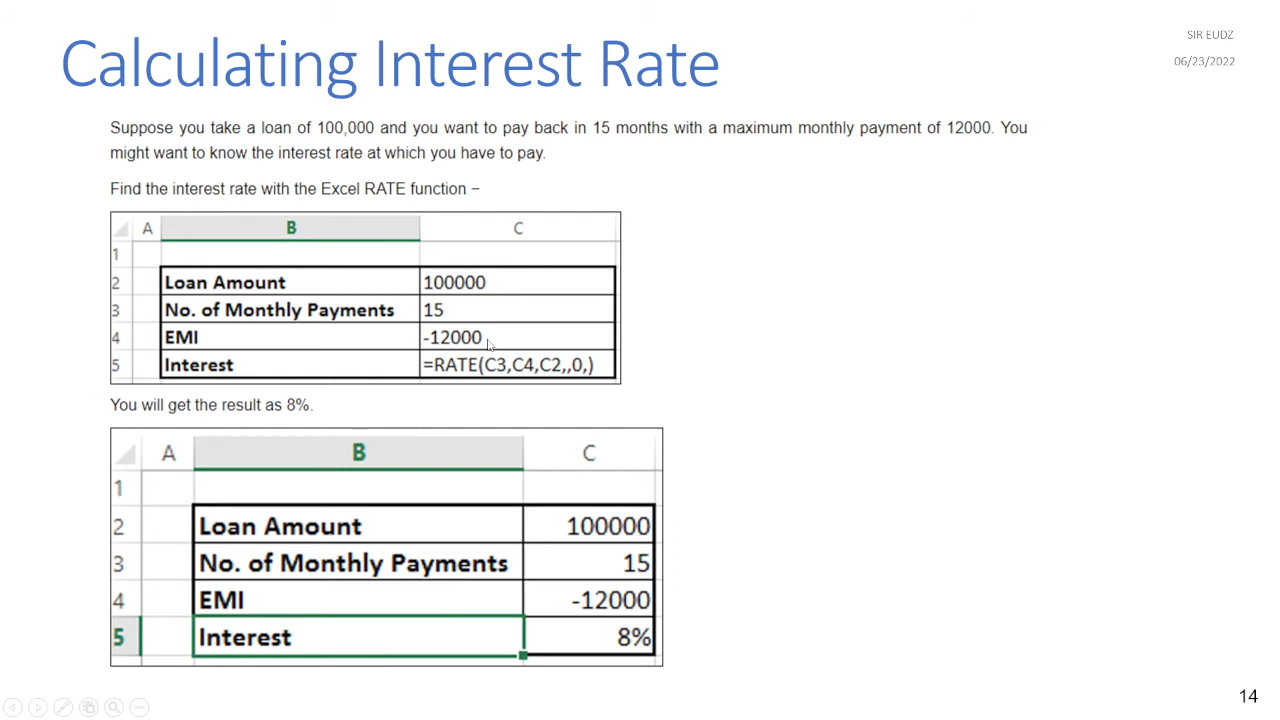 Calculating Interest Rate
SIR EUDZ
06/23/2022
Suppose you take a loan of 100,000 and you want to pay back in 15 months with a maximum monthly payment of 12000. You
might want to know the interest rate at which you have to pay.
Find the interest rate with the Excel RATE function −
A B C
1
2 Loan Amount 100000
3 No. of Monthly Payments 15
4 EMI -12000
5 Interest =RATE(C3,C4,C2,,0,)
You will get the result as 8%.
A B C
1
2 Loan Amount 100000
3 No. of Monthly Payments 15
4 EMI -12000
5 Interest 8%
14